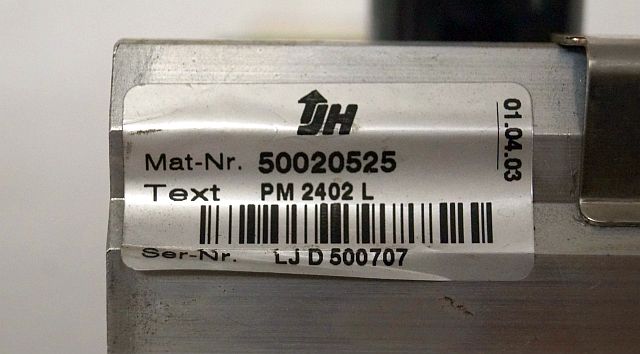 JH
Mat-Nr. 50020525
Text PM 2402 L
Ser-Nr. LJ D 500707
01.04.03